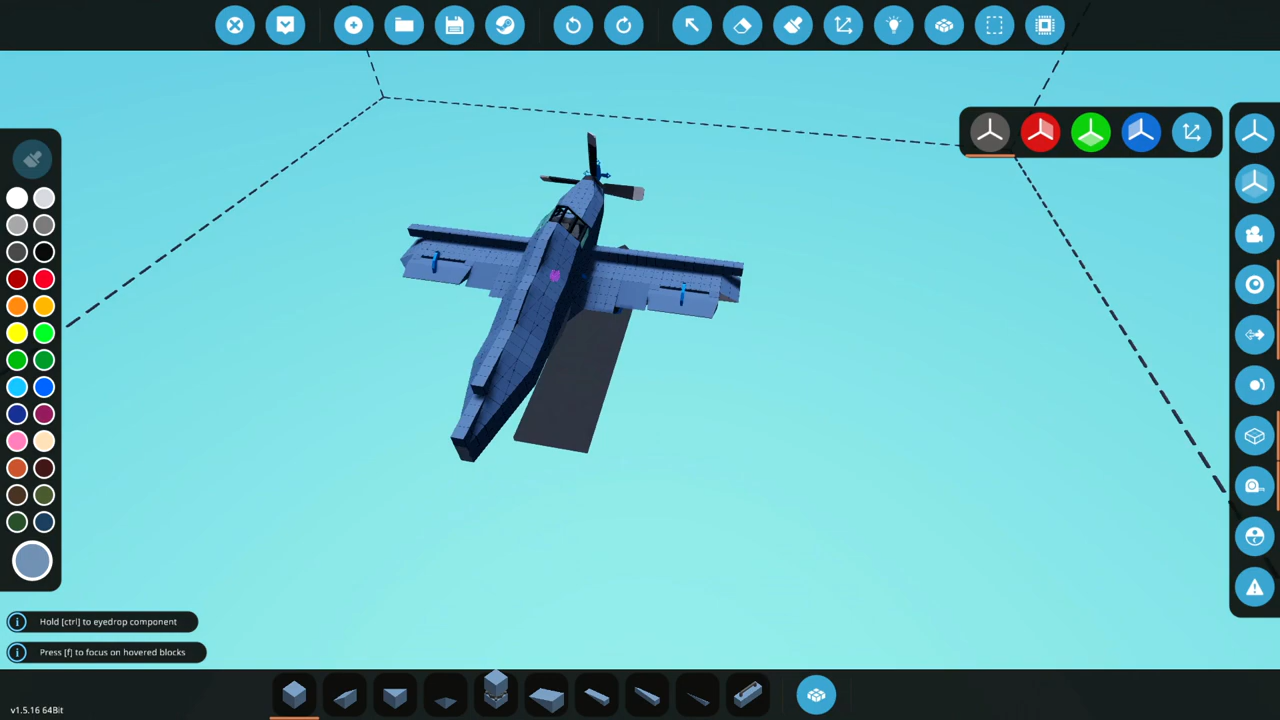 Hold [ctrl] to eyedrop component
Press [f] to focus on hovered blocks
v1.5.16 64Bit